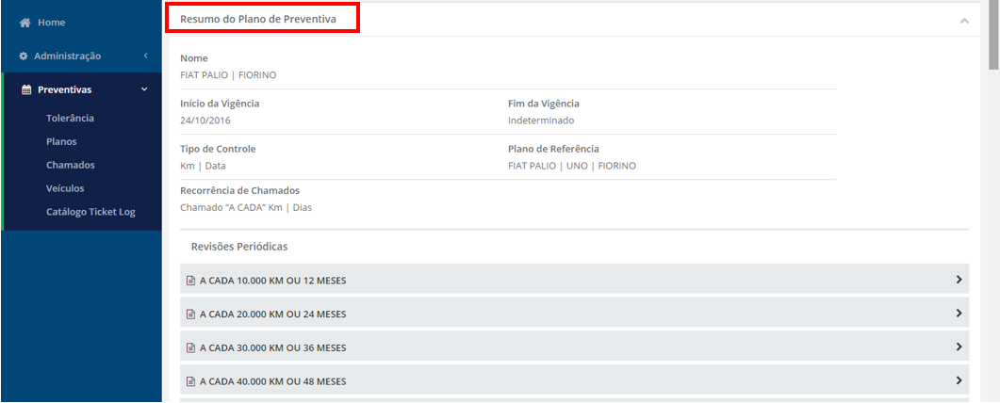 Home
Administração
Preventivas
Tolerância
Planos
Chamados
Veículos
Catálogo Ticket Log
Resumo do Plano de Preventiva
Nome
FIAT PALIO | FIORINO
Início da Vigência
Fim da Vigência
24/10/2016
Indeterminado
Tipo de Controle
Plano de Referência
Km | Data
FIAT PALIO | UNO | FIORINO
Recorrência de Chamados
Chamado "A CADA" Km | Dias
Revisões Periódicas
A CADA 10.000 KM OU 12 MESES
A CADA 20.000 KM OU 24 MESES
A CADA 30.000 KM OU 36 MESES
A CADA 40.000 KM OU 48 MESES